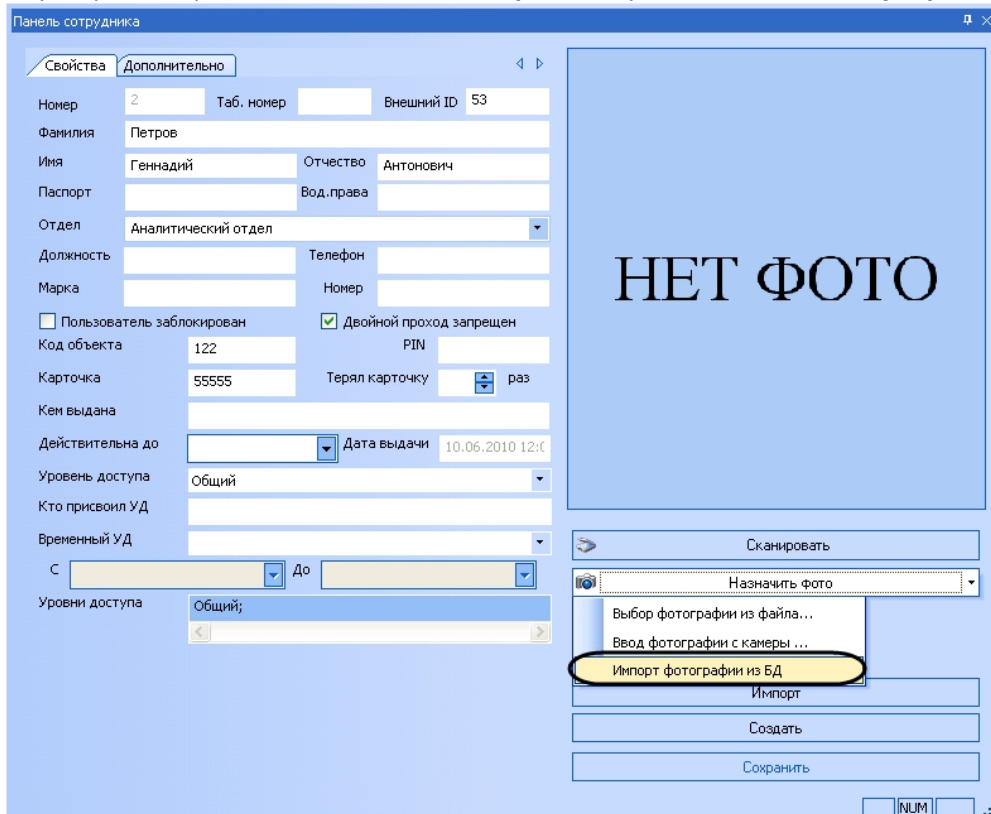 Панель сотрудника
Свойства Дополнительно
Номер 2 Таб. номер Внешний ID 53
Фамилия Петров
Имя Геннадий Отчество Антонович
Паспорт Вод.права
Отдел Аналитический отдел
Должность Телефон
Марка Номер
Пользователь заблокирован Двойной проход запрещен
Код объекта 122 PIN
Карточка 55555 Терял карточку раз
Кем выдана
Действительна до Дата выдачи 10.06.2010 12:0
Уровень доступа Общий
Кто присвоил УД
Временный УД
С До
Уровни доступа Общий;
НЕТ ФОТО
Сканировать
Назначить фото
Выбор фотографии из файла...
Ввод фотографии с камеры ...
Импорт фотографии из БД
Импорт
Создать
Сохранить
NUM